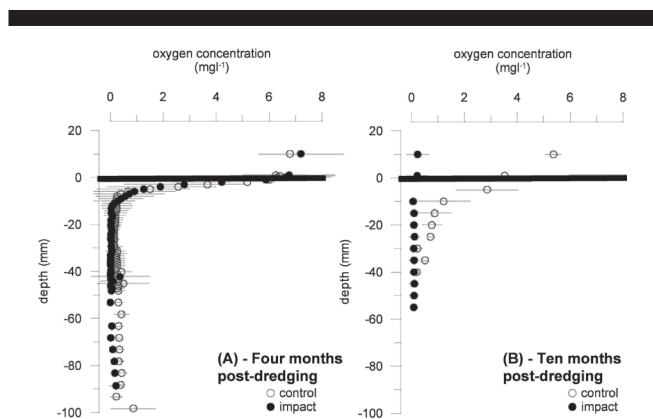 oxygen concentration
(mgl⁻¹)
0 2 4 6 8
20
0
-20
-40
-60
-80
-100
depth (mm)
(A) - Four months
post-dredging
control
impact
oxygen concentration
(mgl⁻¹)
0 2 4 6 8
20
0
-20
-40
-60
-80
-100
depth (mm)
(B) - Ten months
post-dredging
control
impact